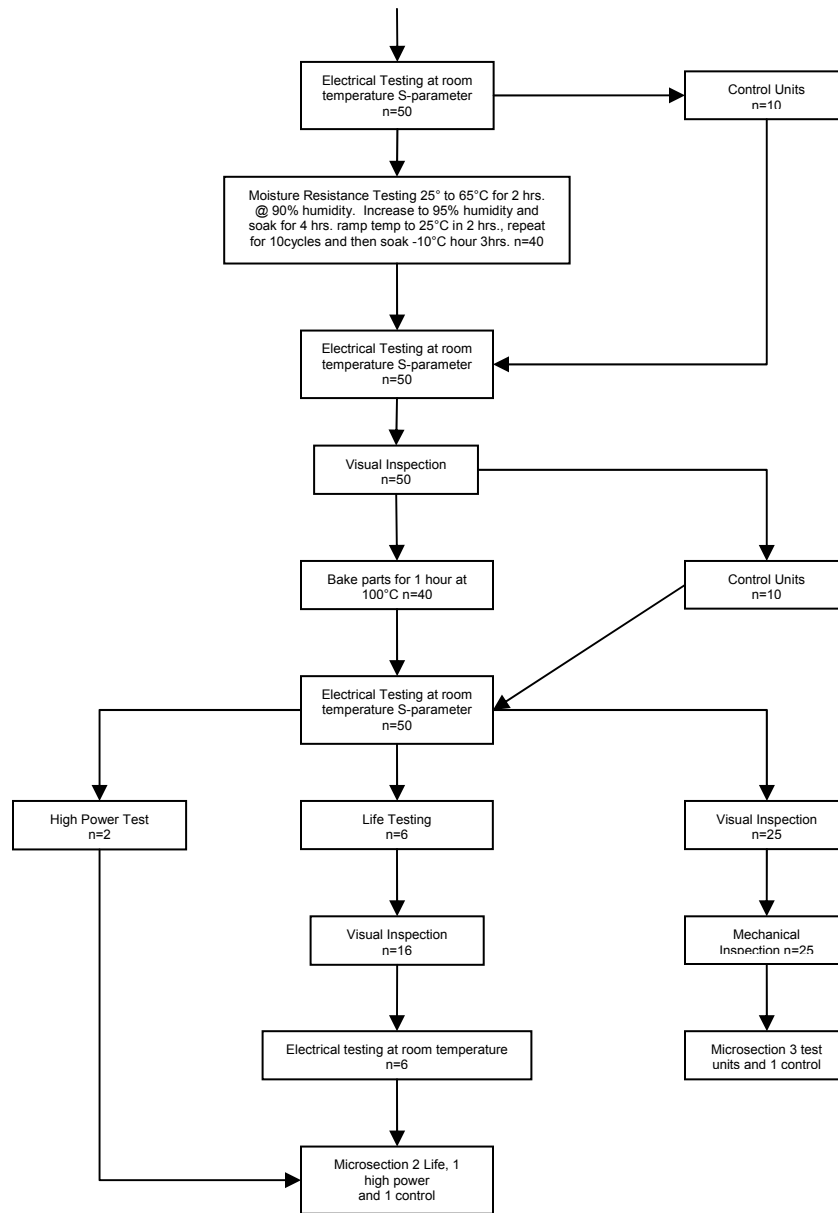 Electrical Testing at room
temperature S-parameter
n=50
Control Units
n=10
Moisture Resistance Testing 25° to 65°C for 2 hrs.
@ 90% humidity.  Increase to 95% humidity and
soak for 4 hrs. ramp temp to 25°C in 2 hrs., repeat
for 10cycles and then soak -10°C hour 3hrs. n=40
Electrical Testing at room
temperature S-parameter
n=50
Visual Inspection
n=50
Bake parts for 1 hour at
100°C n=40
Control Units
n=10
Electrical Testing at room
temperature S-parameter
n=50
High Power Test
n=2
Life Testing
n=6
Visual Inspection
n=25
Visual Inspection
n=16
Mechanical
Inspection n=25
Electrical testing at room temperature
n=6
Microsection 3 test
units and 1 control
Microsection 2 Life, 1
high power
and 1 control